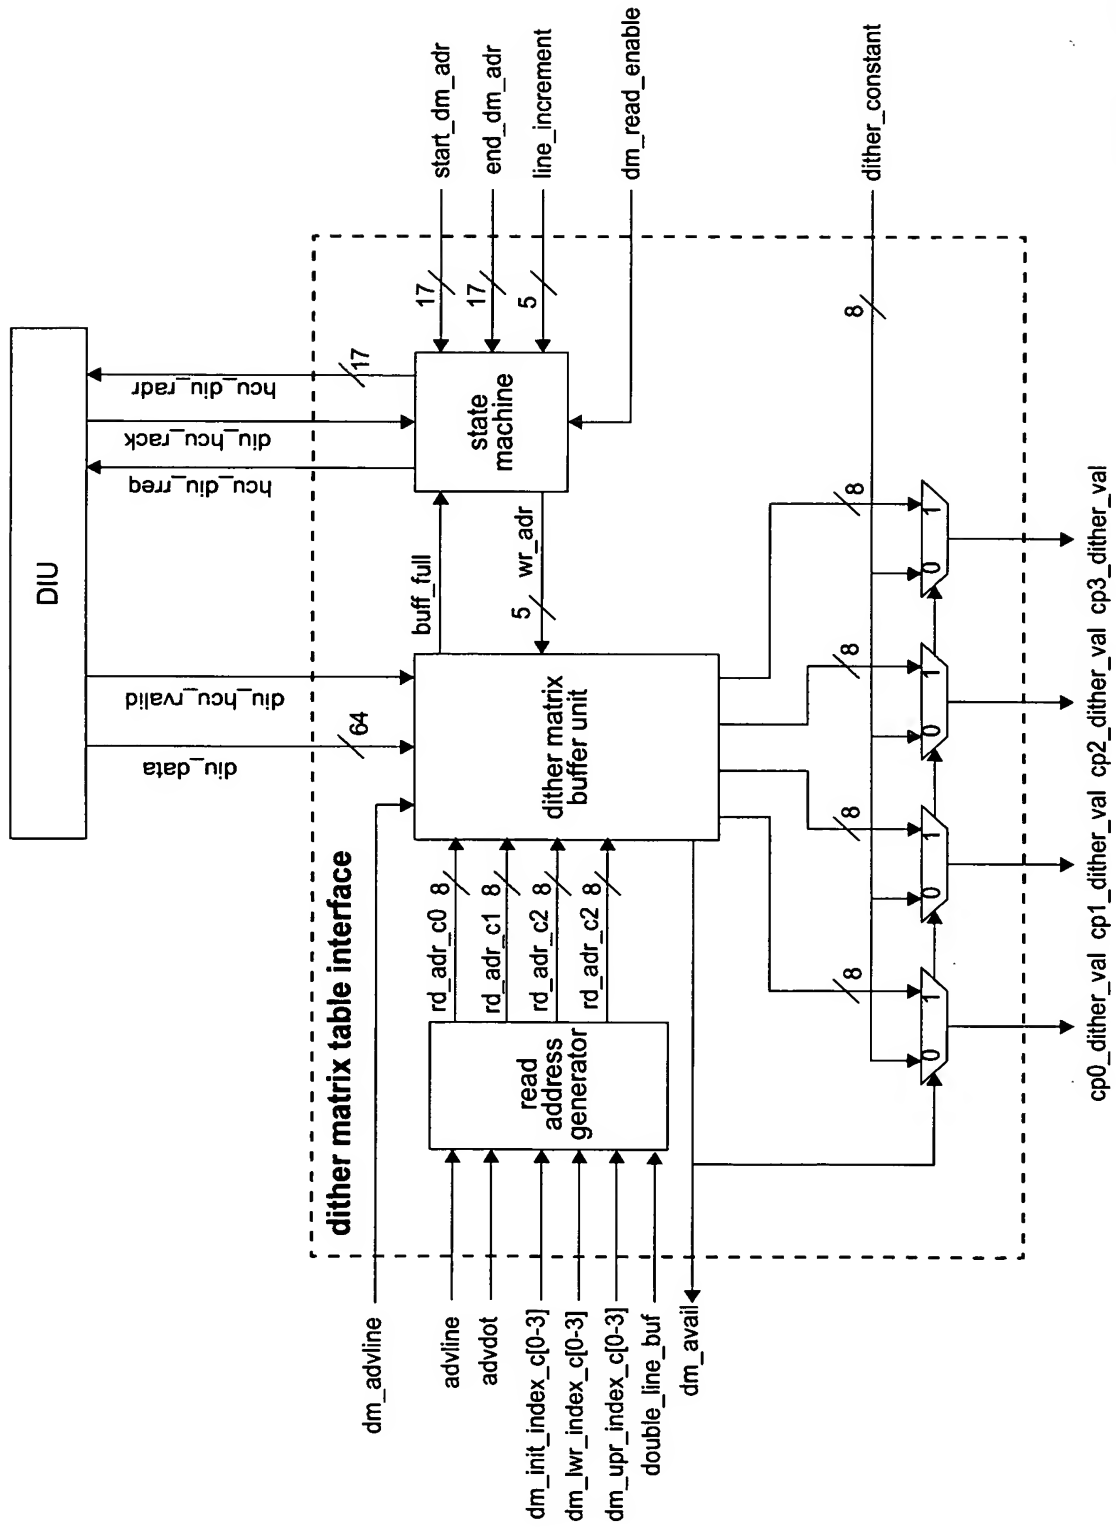 DIU
diu_data
diu_hcu_rvalid
hcu_diu_rreq
diu_hcu_rack
hcu_diu_radr
64
17
dither matrix table interface
dm_advline
advline
advdot
dm_init_index_c[0-3]
dm_lwr_index_c[0-3]
dm_upr_index_c[0-3]
double_line_buf
dm_avail
read
address
generator
rd_adr_c0
8
rd_adr_c1
8
rd_adr_c2
8
rd_adr_c2
8
dither matrix
buffer unit
buff_full
wr_adr
5
state
machine
17
17
5
start_dm_adr
end_dm_adr
line_increment
dm_read_enable
8
dither_constant
8
8
8
8
0 1
0 1
0 1
0 1
cp0_dither_val cp1_dither_val cp2_dither_val cp3_dither_val